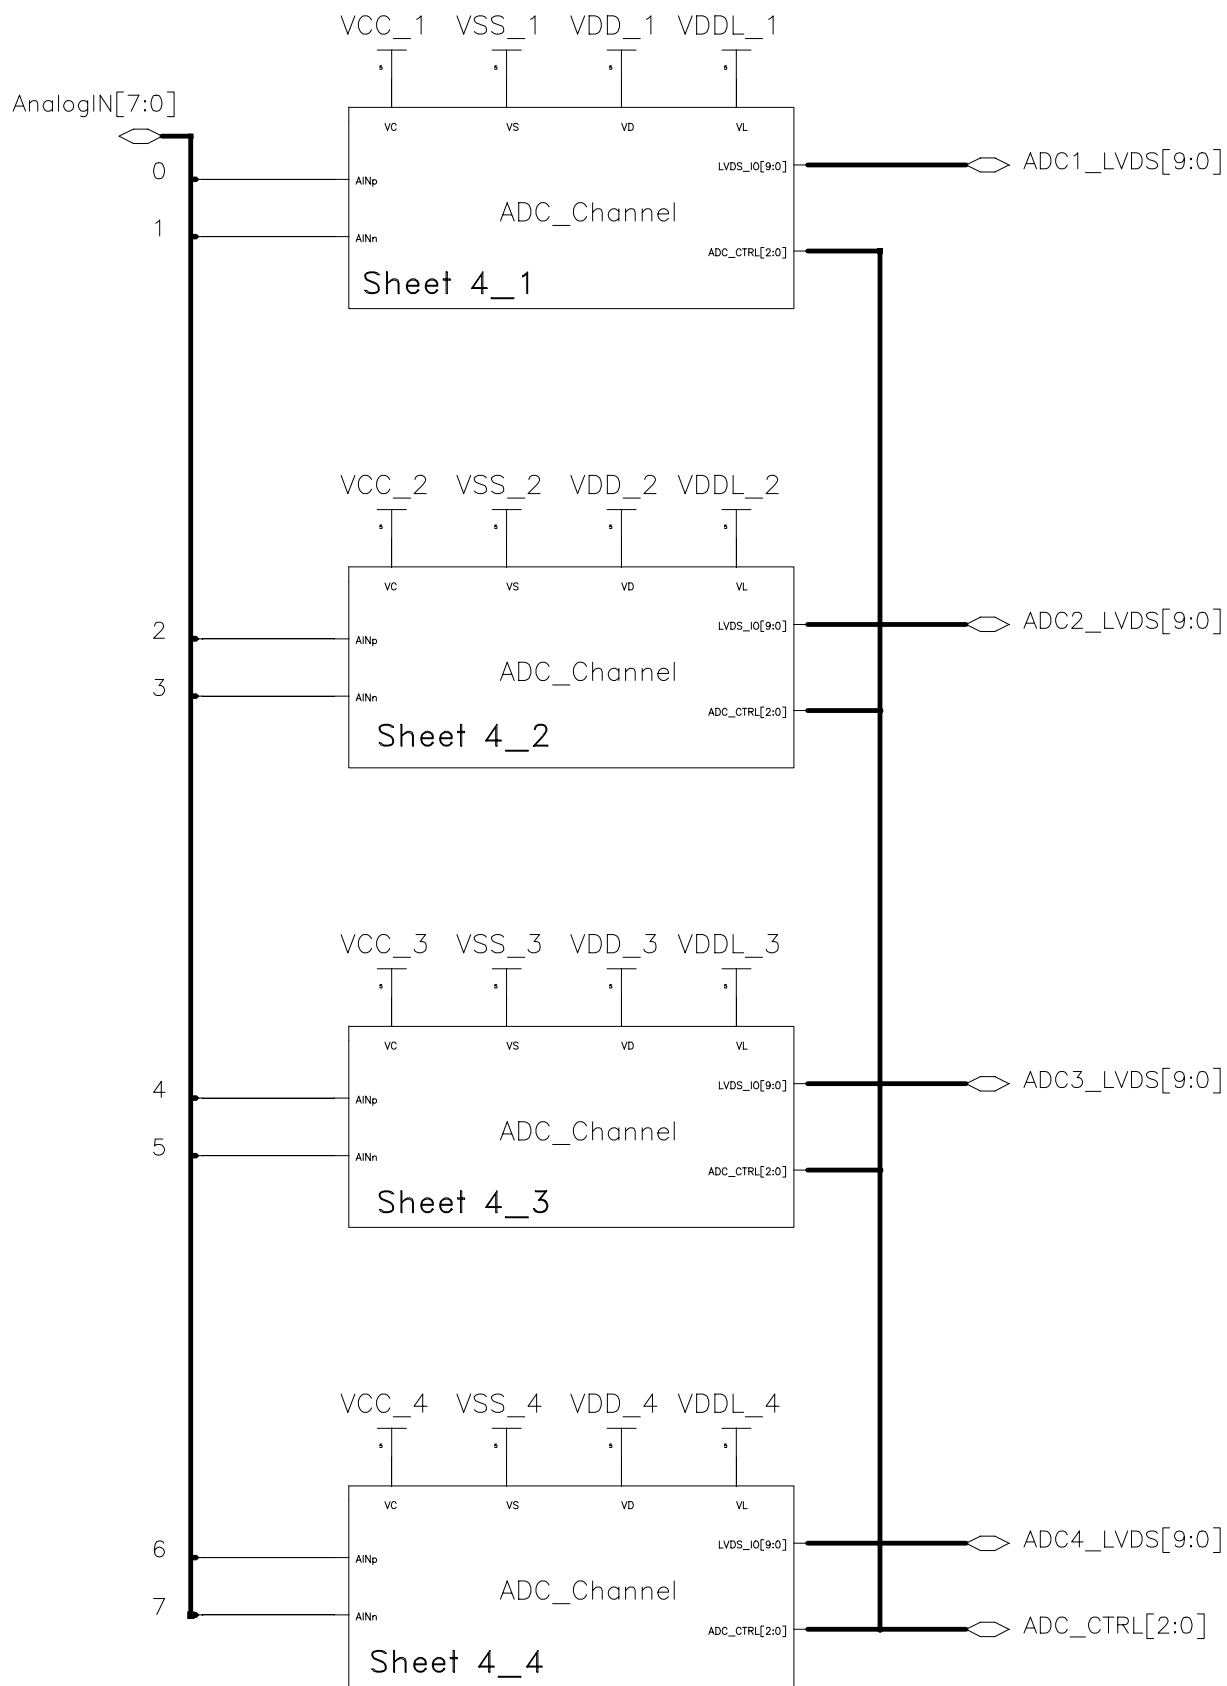 VCC_1 VSS_1 VDD_1 VDDL_1
5 5 5 5
AnalogIN[7:0]
VC VS VD VL
0 AINp LVDS_IO[9:0] ADC1_LVDS[9:0]
ADC_Channel
1 AINn ADC_CTRL[2:0]
Sheet 4_1
VCC_2 VSS_2 VDD_2 VDDL_2
5 5 5 5
VC VS VD VL
2 AINp LVDS_IO[9:0] ADC2_LVDS[9:0]
ADC_Channel
3 AINn ADC_CTRL[2:0]
Sheet 4_2
VCC_3 VSS_3 VDD_3 VDDL_3
5 5 5 5
VC VS VD VL
4 AINp LVDS_IO[9:0] ADC3_LVDS[9:0]
ADC_Channel
5 AINn ADC_CTRL[2:0]
Sheet 4_3
VCC_4 VSS_4 VDD_4 VDDL_4
5 5 5 5
VC VS VD VL
6 AINp LVDS_IO[9:0] ADC4_LVDS[9:0]
ADC_Channel
7 AINn ADC_CTRL[2:0] ADC_CTRL[2:0]
Sheet 4_4